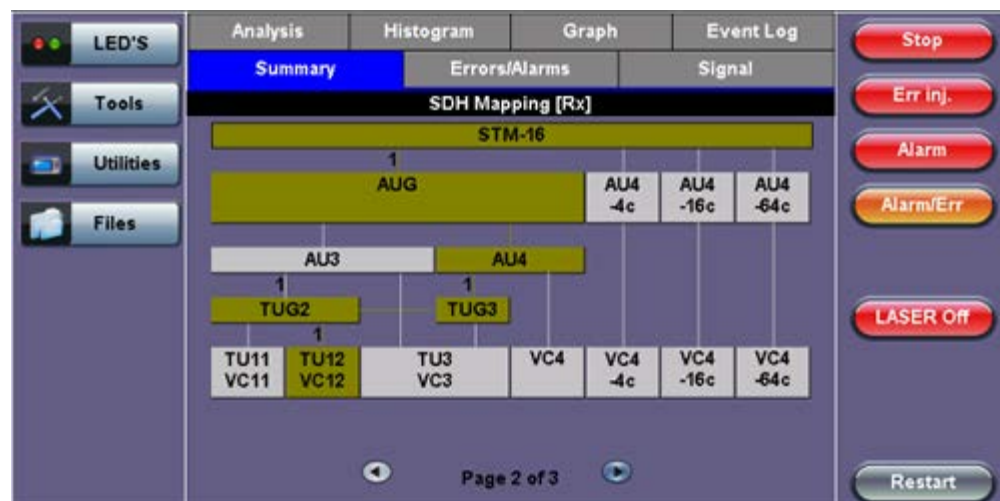 LED'S
Tools
Utilities
Files
Analysis Histogram Graph Event Log
Summary Errors/Alarms Signal
SDH Mapping [Rx]
STM-16
1
AUG AU4 -4c AU4 -16c AU4 -64c
AU3 AU4
1 1
TUG2 TUG3
1
TU11 TU12 TU3 VC4 VC4 VC4 VC4
VC11 VC12 VC3 -4c -16c -64c
Page 2 of 3
Stop
Err inj.
Alarm
Alarm/Err
LASER Off
Restart